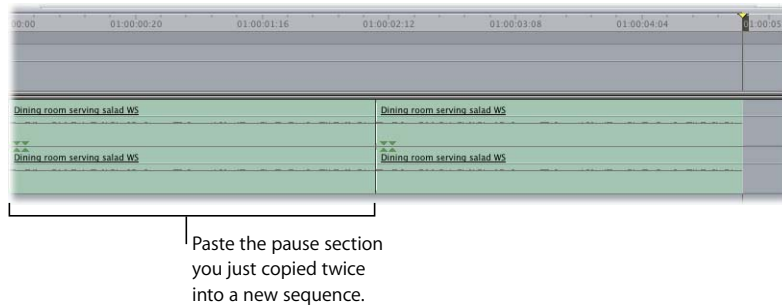 00:00 01:00:00:20 01:00:01:16 01:00:02:12 01:00:03:08 01:00:04:04 01:00:05
Dining room serving salad WS Dining room serving salad WS
Dining room serving salad WS Dining room serving salad WS
Paste the pause section
you just copied twice
into a new sequence.